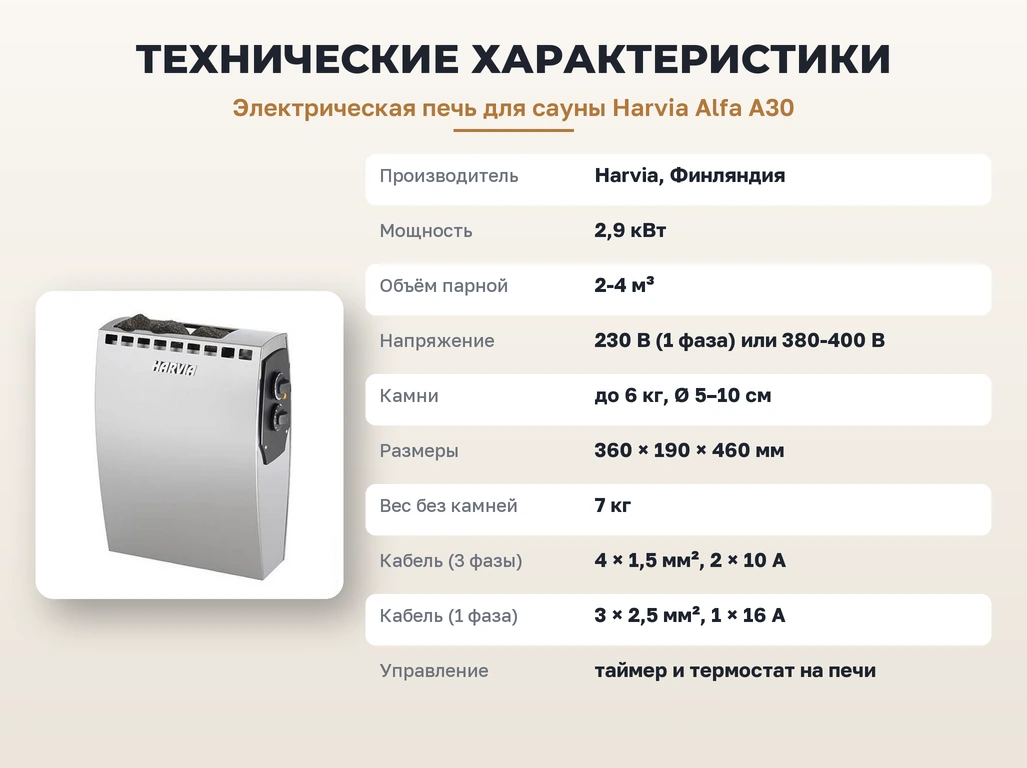 ТЕХНИЧЕСКИЕ ХАРАКТЕРИСТИКИ
Электрическая печь для сауны Harvia Alfa A30
Производитель Harvia, Финляндия
Мощность 2,9 кВт
Объём парной 2-4 м³
Напряжение 230 В (1 фаза) или 380-400 В
Камни до 6 кг, Ø 5–10 см
Размеры 360 × 190 × 460 мм
Вес без камней 7 кг
Кабель (3 фазы) 4 × 1,5 мм², 2 × 10 А
Кабель (1 фаза) 3 × 2,5 мм², 1 × 16 А
Управление таймер и термостат на печи
HARVIA